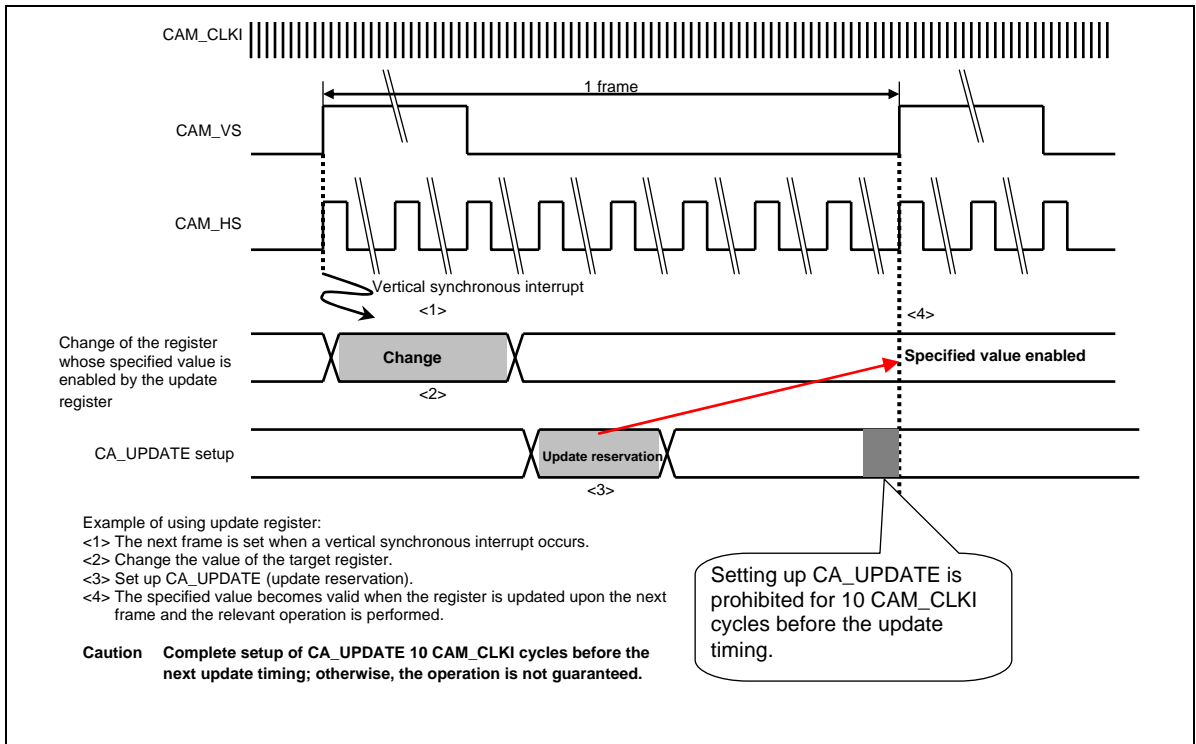 CAM_CLKI
1 frame
CAM_VS
CAM_HS
Vertical synchronous interrupt
<1>
<4>
Change of the register
whose specified value is
enabled by the update
register
Change
Specified value enabled
<2>
CA_UPDATE setup
Update reservation
<3>
Example of using update register:
<1> The next frame is set when a vertical synchronous interrupt occurs.
<2> Change the value of the target register.
<3> Set up CA_UPDATE (update reservation).
<4> The specified value becomes valid when the register is updated upon the next
frame and the relevant operation is performed.
Caution Complete setup of CA_UPDATE 10 CAM_CLKI cycles before the
next update timing; otherwise, the operation is not guaranteed.
Setting up CA_UPDATE is
prohibited for 10 CAM_CLKI
cycles before the update
timing.